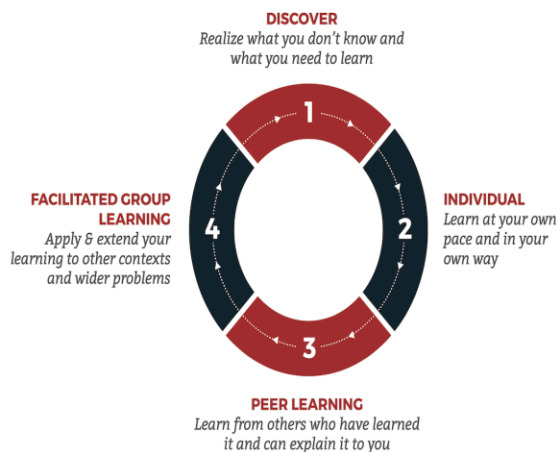 DISCOVER
Realize what you don't know and
what you need to learn
1
INDIVIDUAL
Learn at your own
pace and in your
own way
2
3
PEER LEARNING
Learn from others who have learned
it and can explain it to you
4
FACILITATED GROUP
LEARNING
Apply & extend your
learning to other contexts
and wider problems